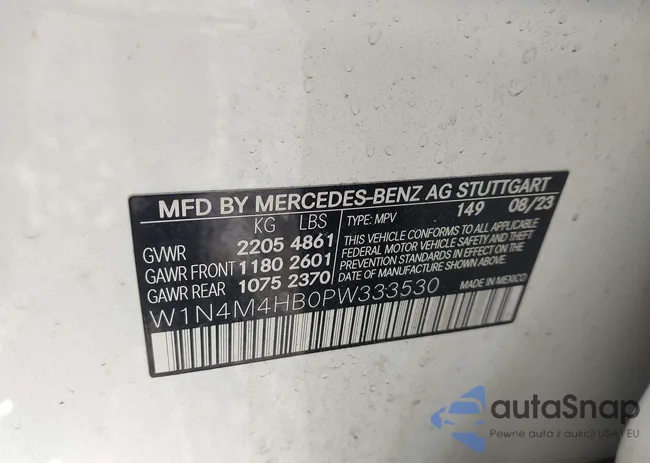 MFD BY MERCEDES-BENZ AG STUTTGART
KG LBS TYPE: MPV 149 08/23
GVWR 2205 4861
GAWR FRONT 1180 2601
GAWR REAR 1075 2370
THIS VEHICLE CONFORMS TO ALL APPLICABLE
FEDERAL MOTOR VEHICLE SAFETY AND THEFT
PREVENTION STANDARDS IN EFFECT ON THE
DATE OF MANUFACTURE SHOWN ABOVE.
MADE IN MEXICO
W1N4M4HB0PW333530
autoSnap
Pewne auta z aukcji USA i EU